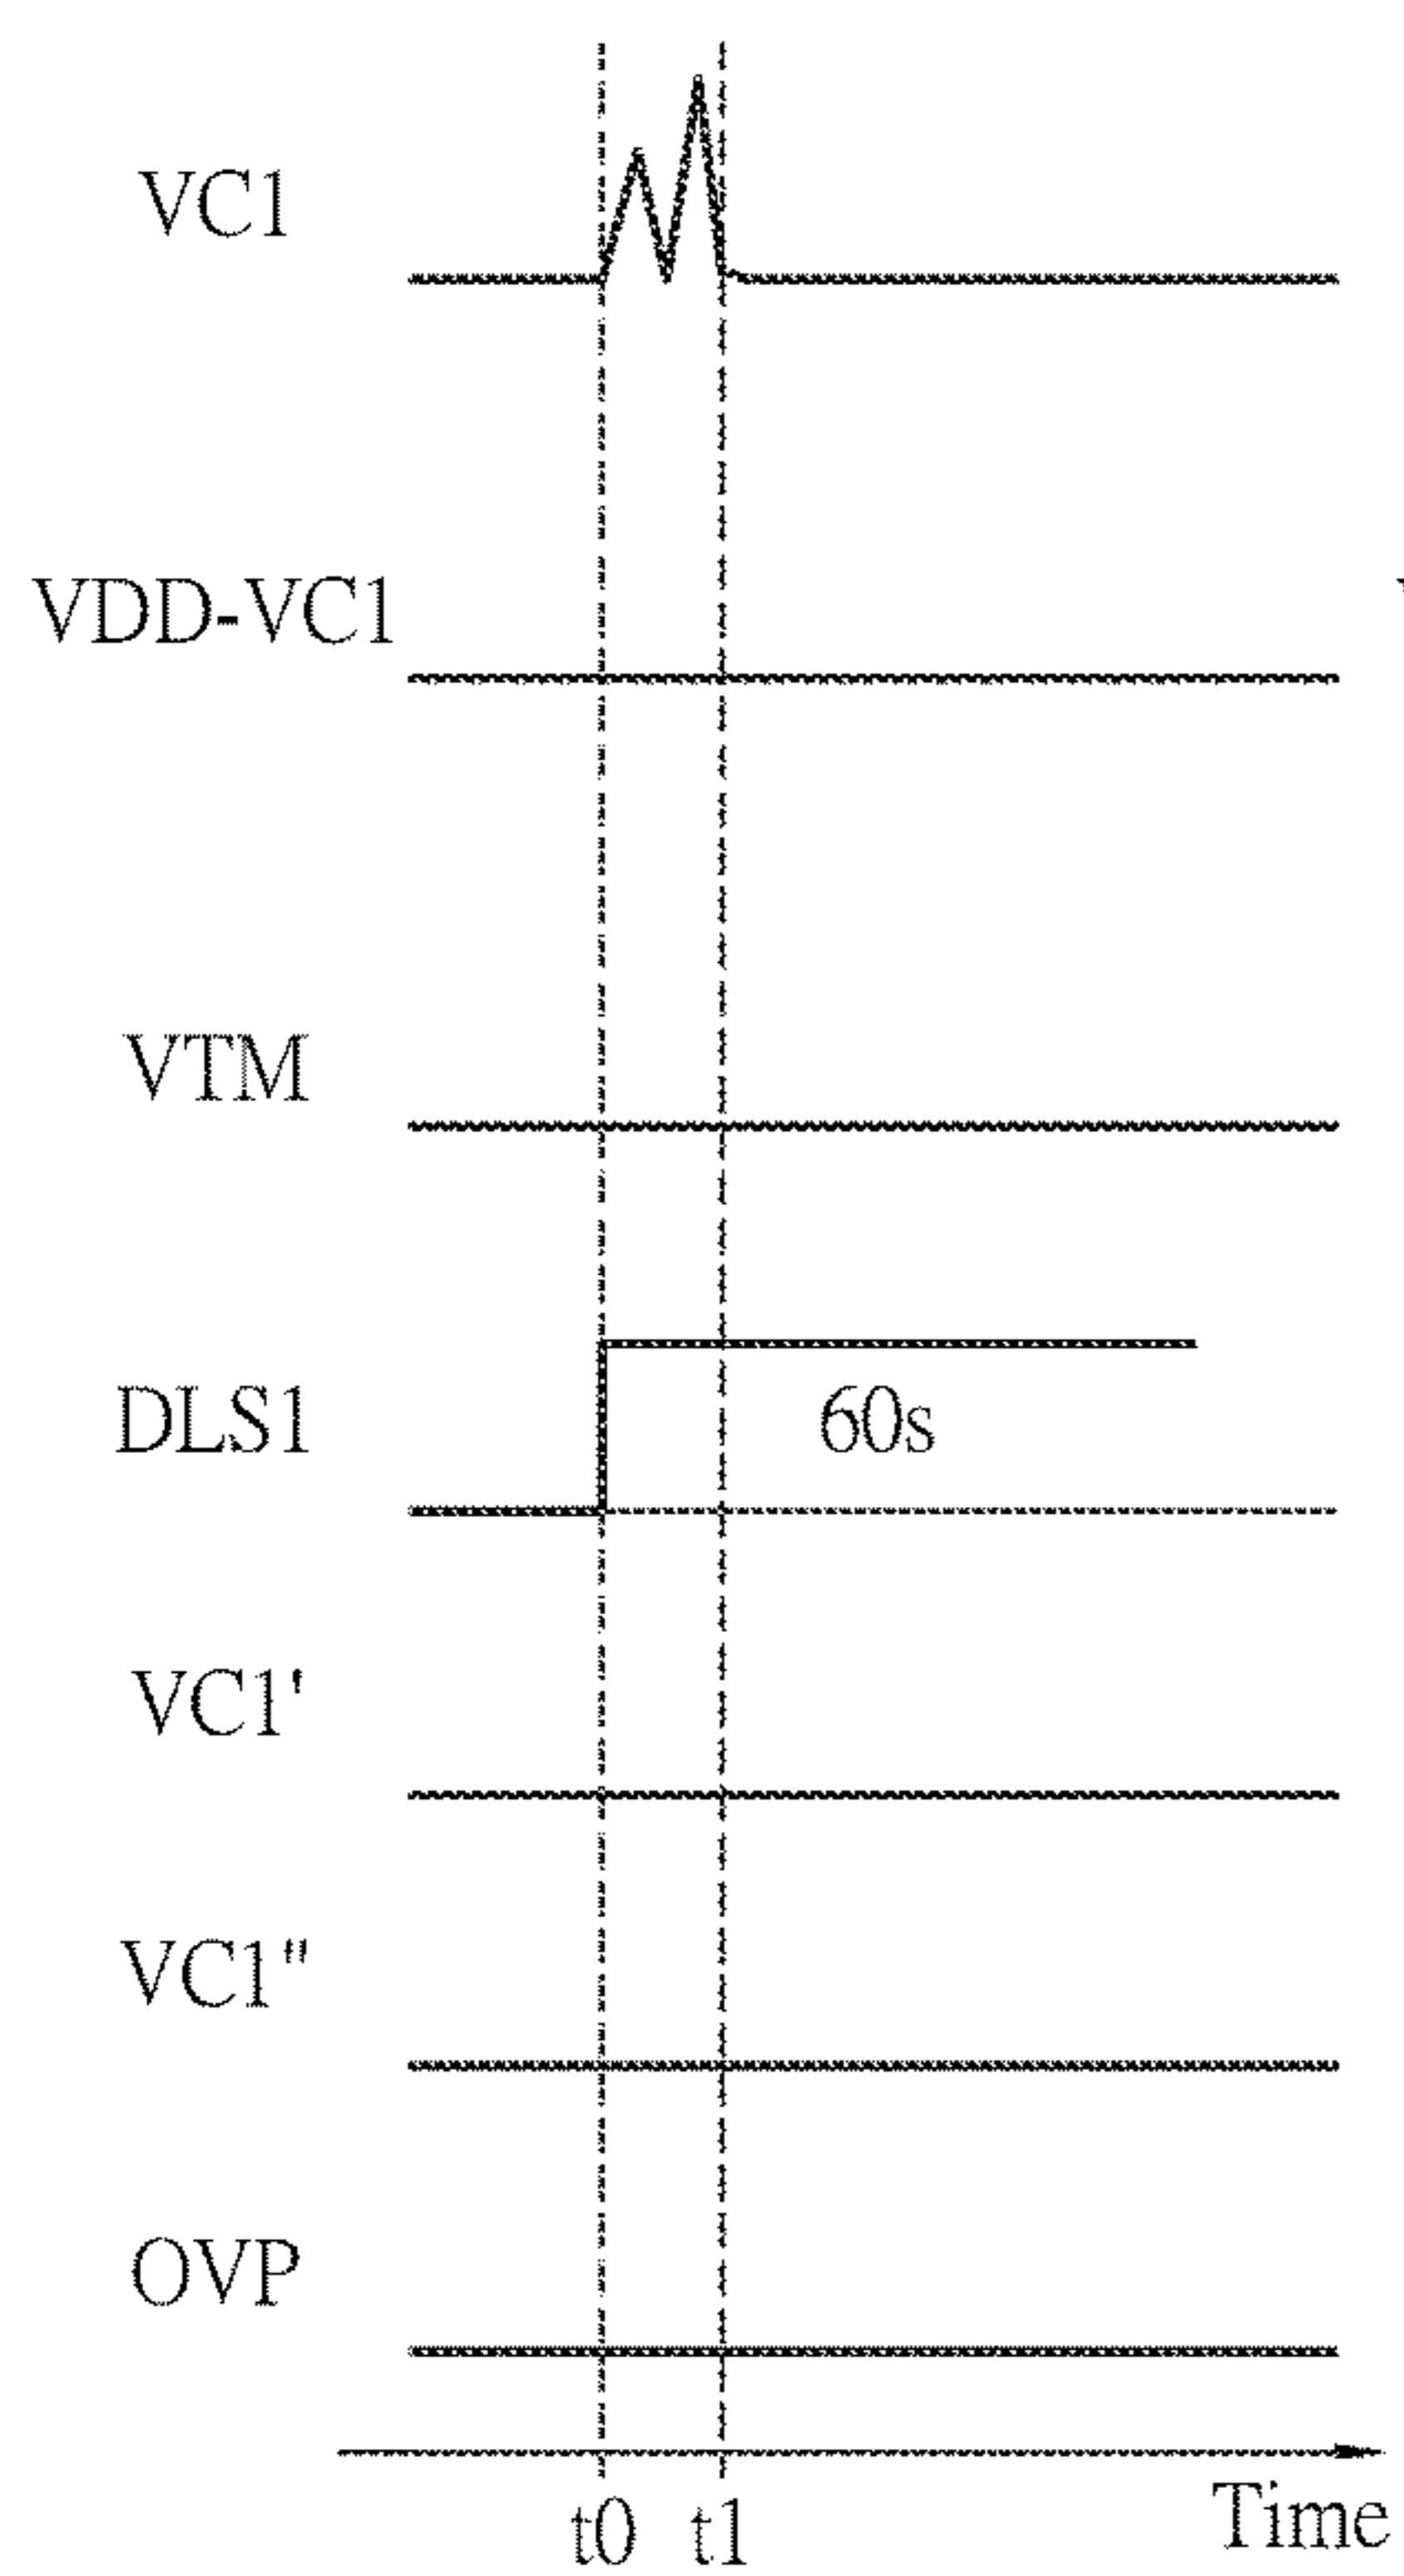 VC1
VDD-VC1
VTM
DLS1
60s
VC1'
VC1"
OVP
t0 t1 Time